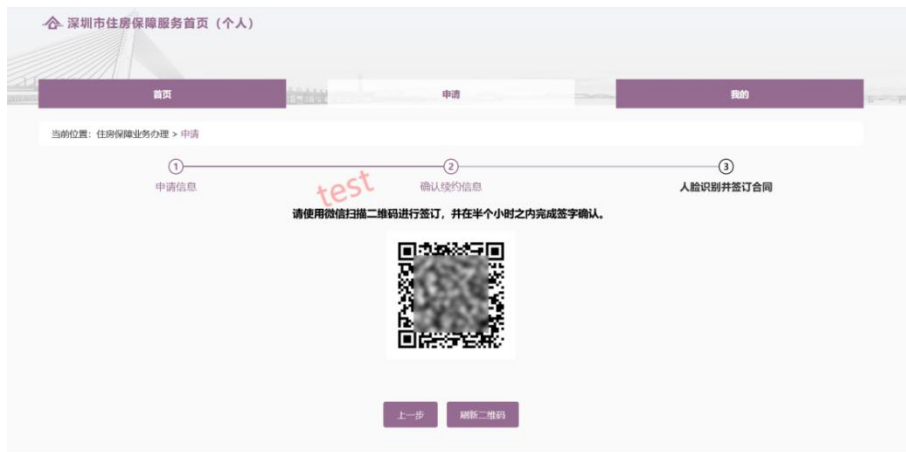 深圳市住房保障服务首页（个人）
首页 申请 我的
当前位置：住房保障业务办理 > 申请
1 2 3
申请信息 确认续约信息 人脸识别并签订合同
test
请使用微信扫描二维码进行签订，并在半个小时之内完成签字确认。
上一步 刷新二维码